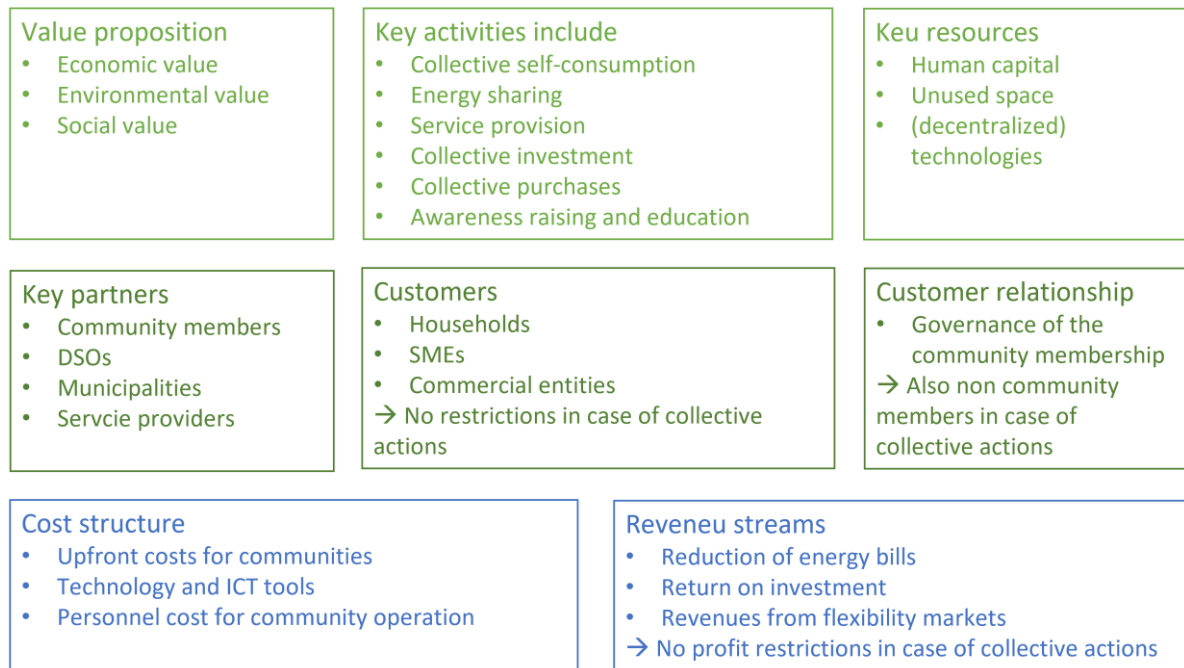 Value proposition
• Economic value
• Environmental value
• Social value
Key activities include
• Collective self-consumption
• Energy sharing
• Service provision
• Collective investment
• Collective purchases
• Awareness raising and education
Keu resources
• Human capital
• Unused space
• (decentralized)
technologies
Key partners
• Community members
• DSOs
• Municipalities
• Servcie providers
Customers
• Households
• SMEs
• Commercial entities
→ No restrictions in case of collective
actions
Customer relationship
• Governance of the
community membership
→ Also non community
members in case of
collective actions
Cost structure
• Upfront costs for communities
• Technology and ICT tools
• Personnel cost for community operation
Reveneu streams
• Reduction of energy bills
• Return on investment
• Revenues from flexibility markets
→ No profit restrictions in case of collective actions